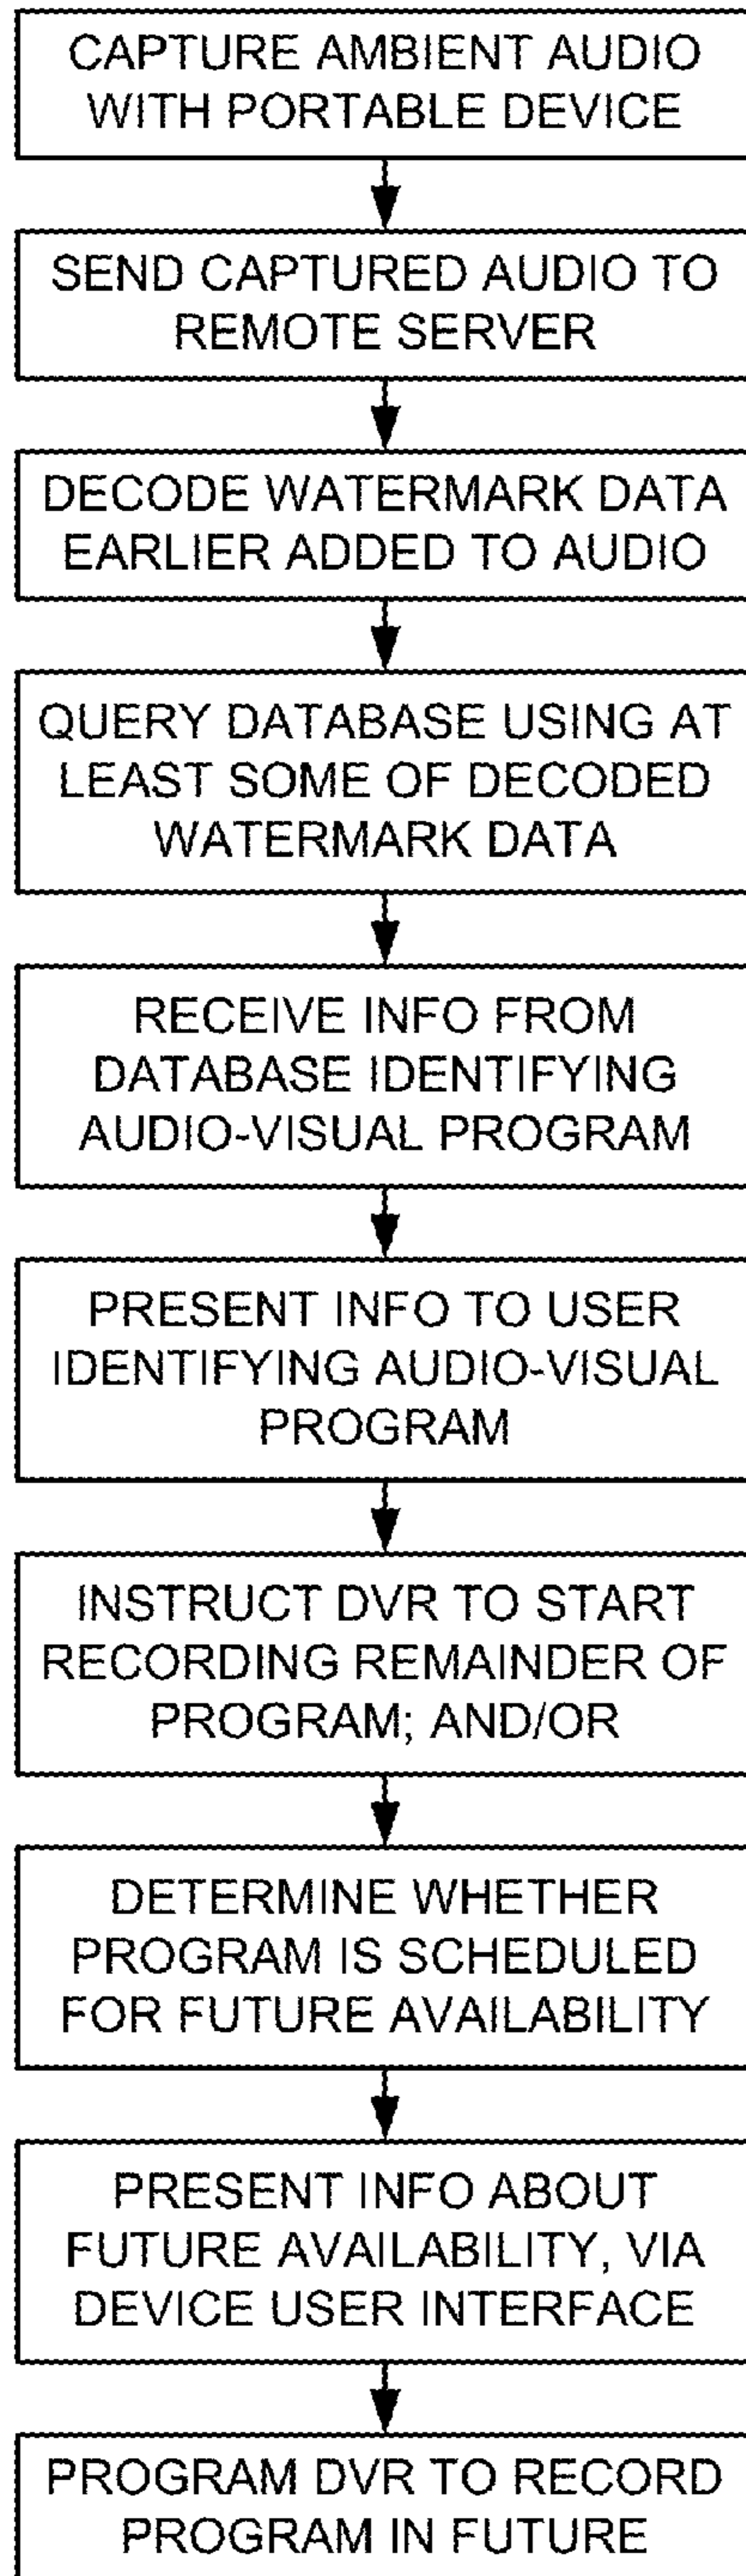 CAPTURE AMBIENT AUDIO
WITH PORTABLE DEVICE
SEND CAPTURED AUDIO TO
REMOTE SERVER
DECODE WATERMARK DATA
EARLIER ADDED TO AUDIO
QUERY DATABASE USING AT
LEAST SOME OF DECODED
WATERMARK DATA
RECEIVE INFO FROM
DATABASE IDENTIFYING
AUDIO-VISUAL PROGRAM
PRESENT INFO TO USER
IDENTIFYING AUDIO-VISUAL
PROGRAM
INSTRUCT DVR TO START
RECORDING REMAINDER OF
PROGRAM; AND/OR
DETERMINE WHETHER
PROGRAM IS SCHEDULED
FOR FUTURE AVAILABILITY
PRESENT INFO ABOUT
FUTURE AVAILABILITY, VIA
DEVICE USER INTERFACE
PROGRAM DVR TO RECORD
PROGRAM IN FUTURE